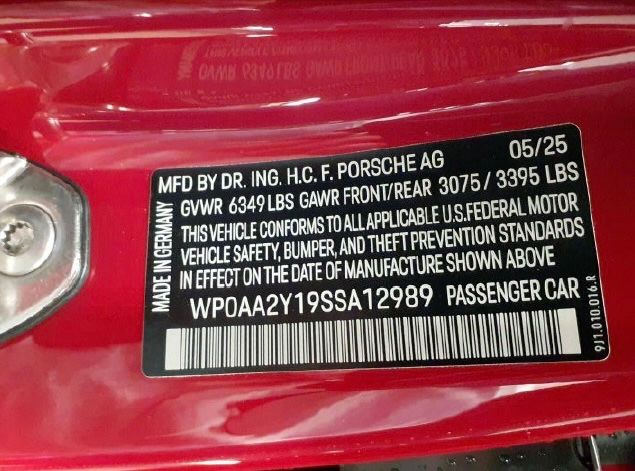 MFD BY DR. ING. H.C. F. PORSCHE AG 05/25
GVWR 6349 LBS GAWR FRONT/REAR 3075 / 3395 LBS
THIS VEHICLE CONFORMS TO ALL APPLICABLE U.S. FEDERAL MOTOR
VEHICLE SAFETY, BUMPER, AND THEFT PREVENTION STANDARDS
IN EFFECT ON THE DATE OF MANUFACTURE SHOWN ABOVE
WP0AA2Y19SSA12989 PASSENGER CAR
MADE IN GERMANY
9J1.010.016.R